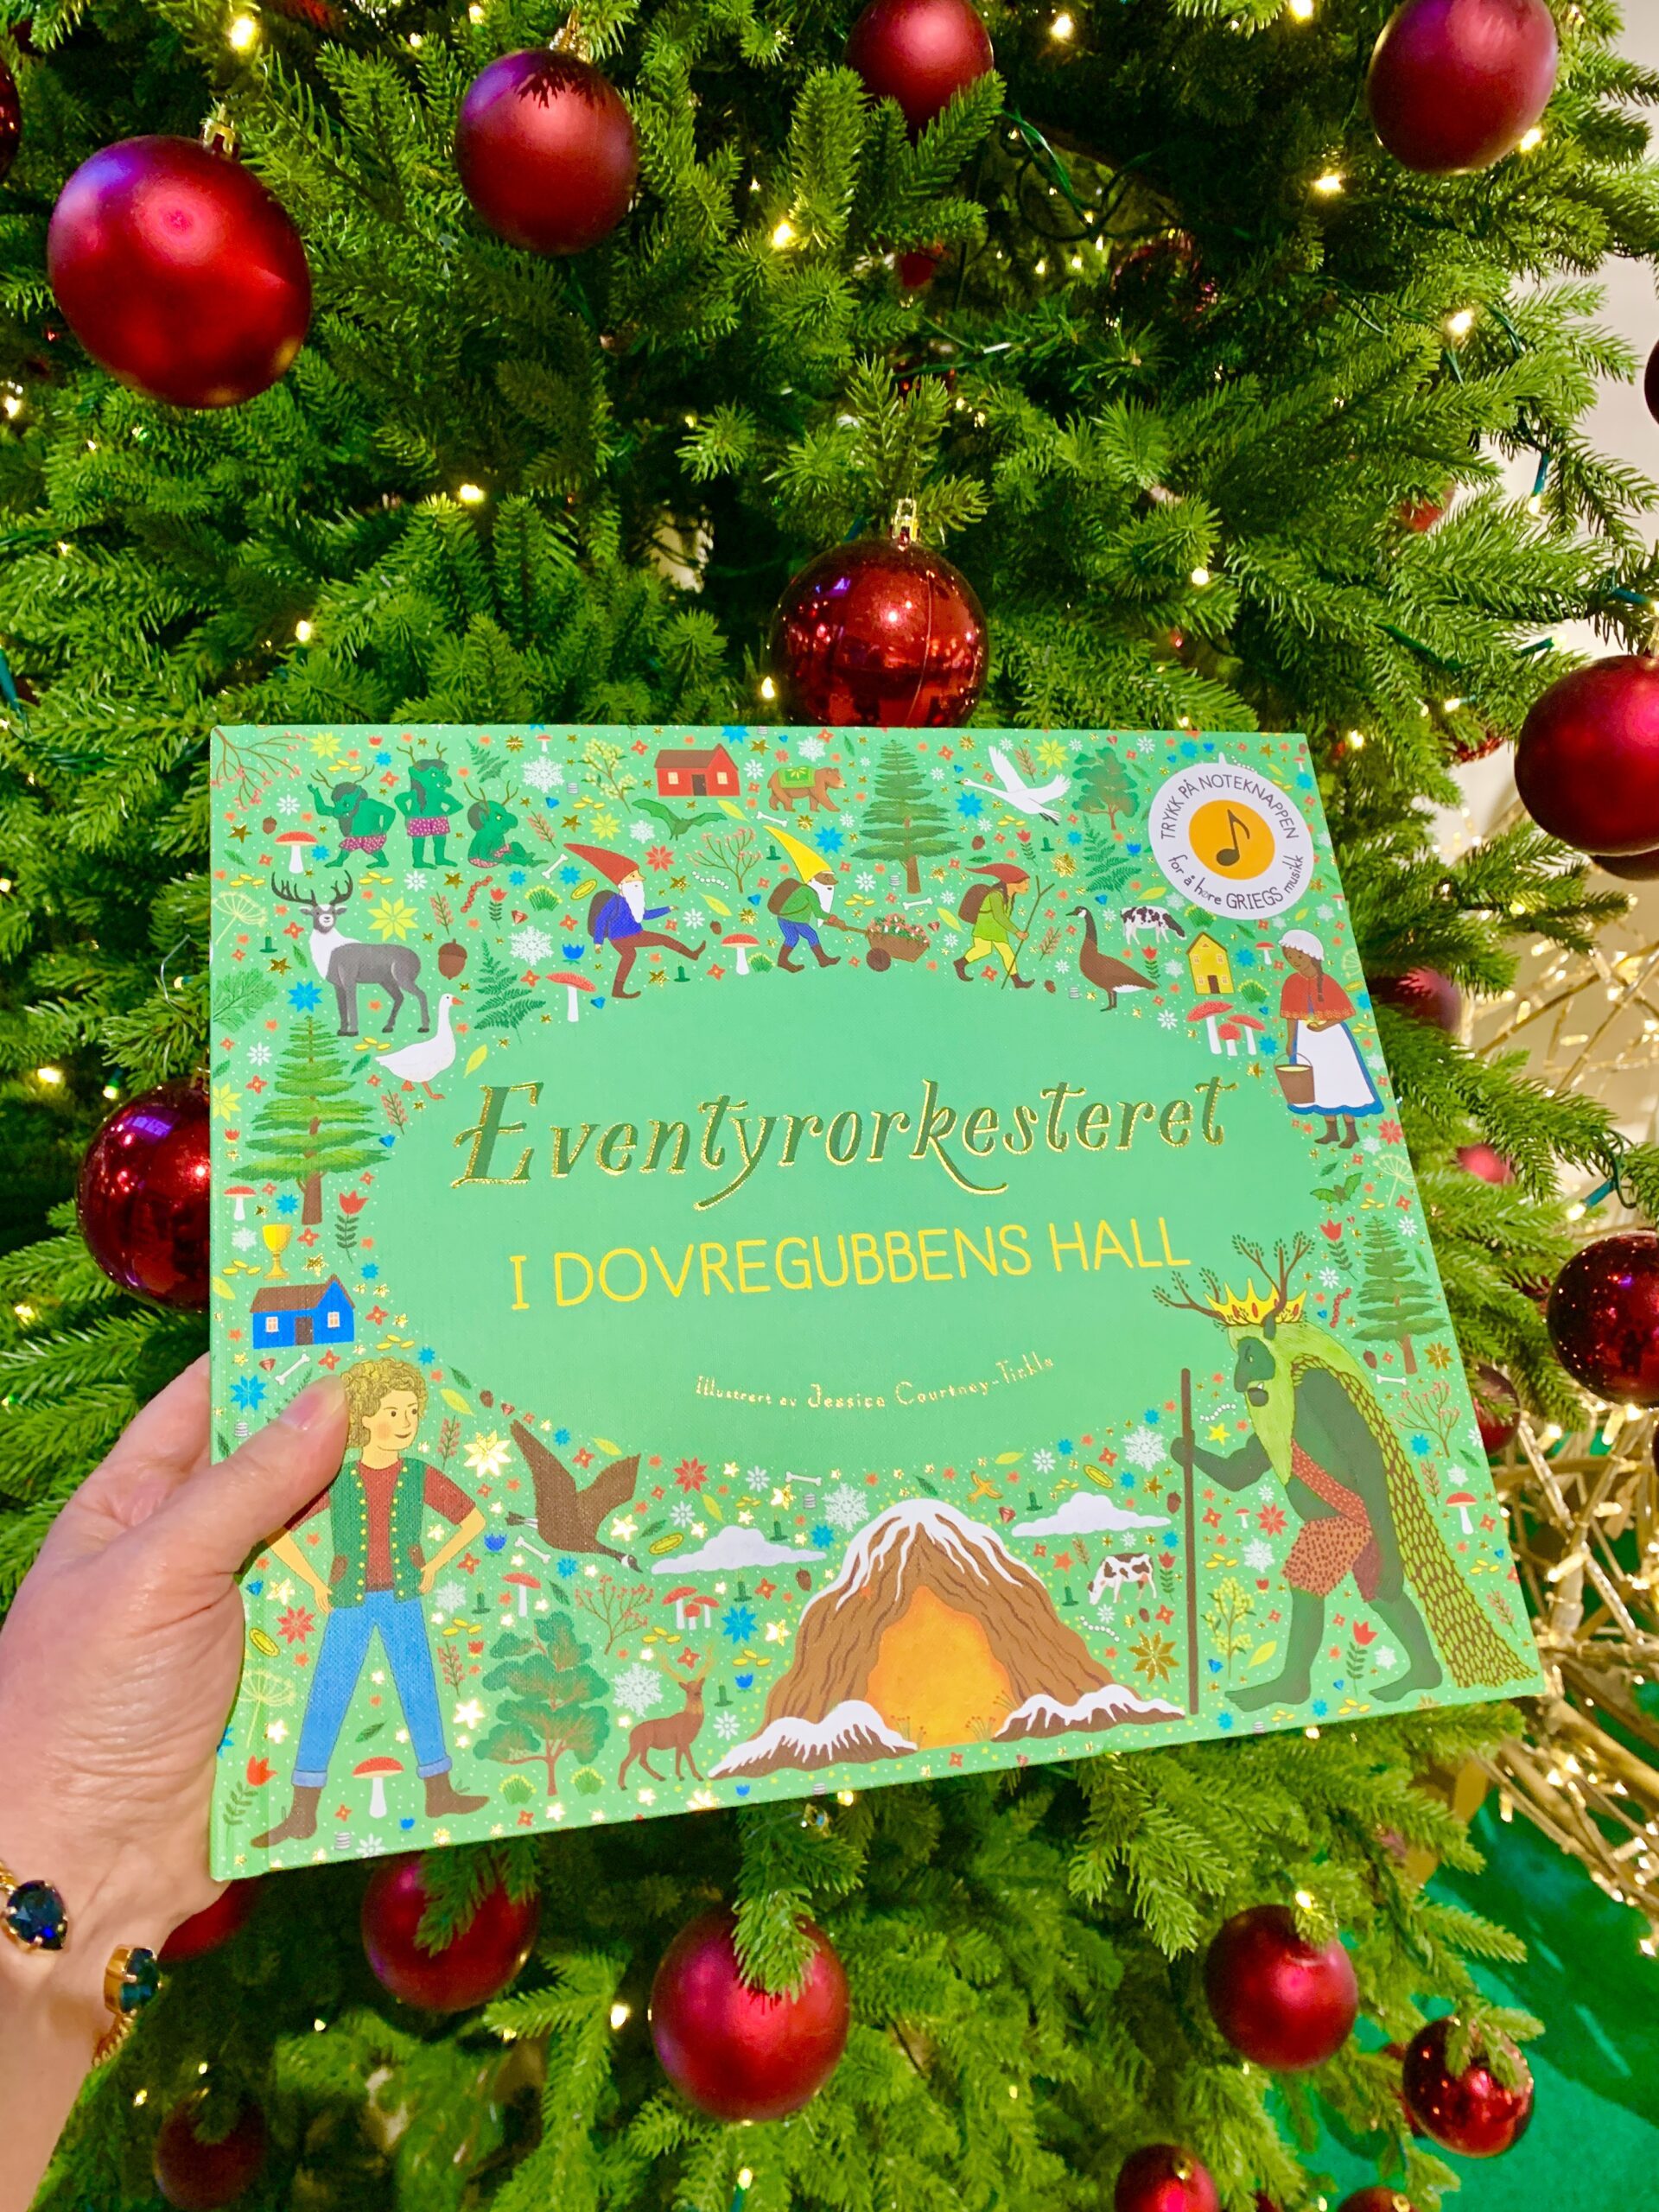 TRYKK PÅ NOTEKNAPPEN
for å høre GRIEGS musikk
Eventyrorkesteret
I DOVREGUBBENS HALL
Illustrert av Jessica Courtney-Tickle